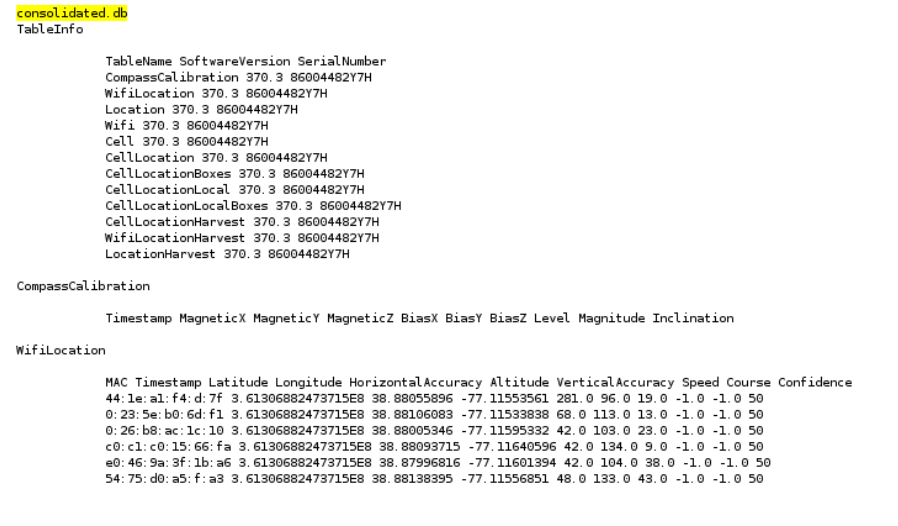 consolidated.db
TableInfo
TableName SoftwareVersion SerialNumber
CompassCalibration 370.3 86004482Y7H
WifiLocation 370.3 86004482Y7H
Location 370.3 86004482Y7H
Wifi 370.3 86004482Y7H
Cell 370.3 86004482Y7H
CellLocation 370.3 86004482Y7H
CellLocationBoxes 370.3 86004482Y7H
CellLocationLocal 370.3 86004482Y7H
CellLocationLocalBoxes 370.3 86004482Y7H
CellLocationHarvest 370.3 86004482Y7H
WifiLocationHarvest 370.3 86004482Y7H
LocationHarvest 370.3 86004482Y7H
CompassCalibration
Timestamp MagneticX MagneticY MagneticZ BiasX BiasY BiasZ Level Magnitude Inclination
WifiLocation
MAC Timestamp Latitude Longitude HorizontalAccuracy Altitude VerticalAccuracy Speed Course Confidence
44:1e:a1:f4:d:7f 3.61306882473715E8 38.88055896 -77.11553561 281.0 96.0 19.0 -1.0 -1.0 50
0:23:5e:b0:6d:f1 3.61306882473715E8 38.88106083 -77.11533838 68.0 113.0 13.0 -1.0 -1.0 50
0:26:b8:ac:1c:10 3.61306882473715E8 38.88005346 -77.11595332 42.0 103.0 23.0 -1.0 -1.0 50
c0:c1:c0:15:66:fa 3.61306882473715E8 38.88093715 -77.11640596 42.0 134.0 9.0 -1.0 -1.0 50
e0:46:9a:3f:1b:a6 3.61306882473715E8 38.87996816 -77.11601394 42.0 104.0 38.0 -1.0 -1.0 50
54:75:d0:a5:f:a3 3.61306882473715E8 38.88138395 -77.11556851 48.0 133.0 43.0 -1.0 -1.0 50